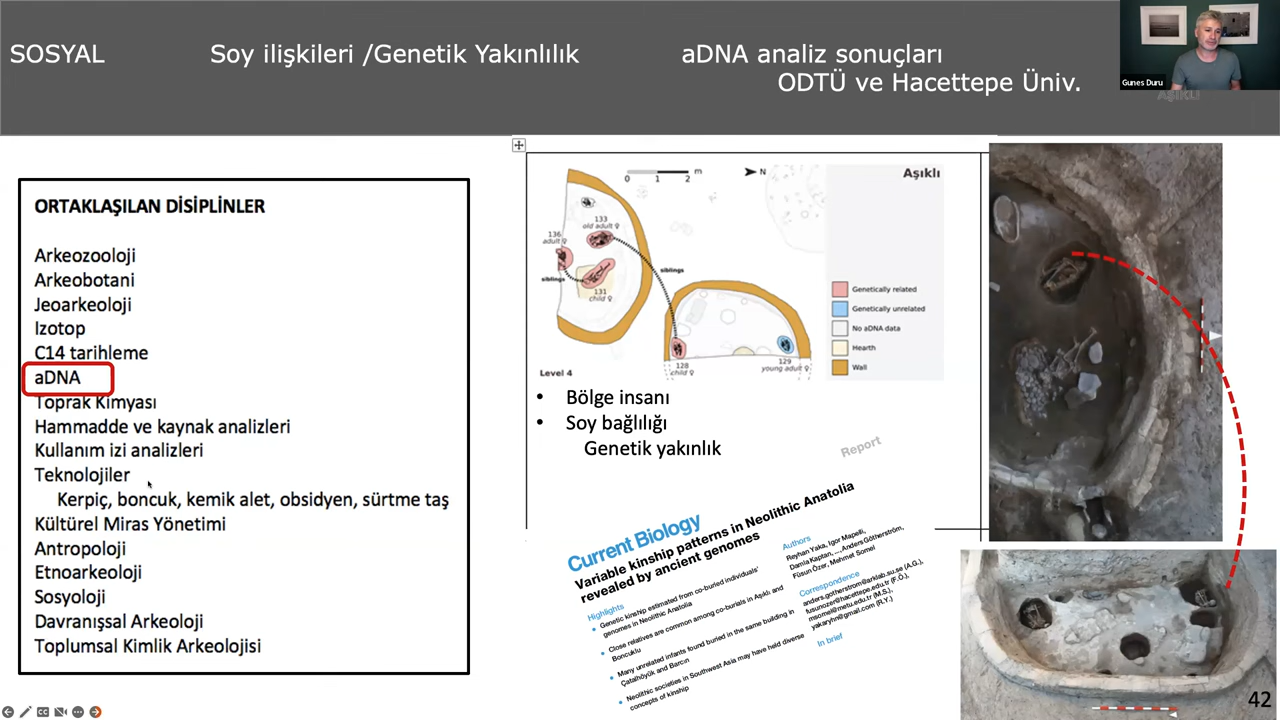 SOSYAL
Soy ilişkileri /Genetik Yakınlılık
aDNA analiz sonuçları
ODTÜ ve Hacettepe Üniv.
Gunes Duru
AŞIKLI
ORTAKLAŞILAN DİSİPLİNLER
Arkeozooloji
Arkeobotani
Jeoarkeoloji
Izotop
C14 tarihleme
aDNA
Toprak Kimyası
Hammadde ve kaynak analizleri
Kullanım izi analizleri
Teknolojiler
Kerpiç, boncuk, kemik alet, obsidyen, sürtme taş
Kültürel Miras Yönetimi
Antropoloji
Etnoarkeoloji
Sosyoloji
Davranışsal Arkeoloji
Toplumsal Kimlik Arkeolojisi
0 1 2 m
N
Aşıklı
133
old adult ♀
136
adult ♀
siblings
131
child ♀
siblings
128
child ♀
129
young adult ♀
Level 4
Genetically related
Genetically unrelated
No aDNA data
Hearth
Wall
• Bölge insanı
• Soy bağlılığı
Genetik yakınlık
Report
Current Biology
Variable kinship patterns in Neolithic Anatolia
revealed by ancient genomes
Highlights
• Genetic kinship estimated from co-buried individuals'
genomes in Neolithic Anatolia
• Close relatives are common among co-burials in Aşıklı and
Boncuklu
• Many unrelated infants found buried in the same building in
Çatalhöyük and Barcın
• Neolithic societies in Southwest Asia may have held diverse
concepts of kinship
Authors
Reyhan Yaka, Igor Mapelli,
Damla Kaptan, ..., Anders Götherström,
Füsun Özer, Mehmet Somel
Correspondence
anders.gotherstrom@arklab.su.se (A.G.),
fusunozer@hacettepe.edu.tr (F.Ö.),
msomel@metu.edu.tr (M.S.),
yakaryhn@gmail.com (R.Y.)
In brief
42